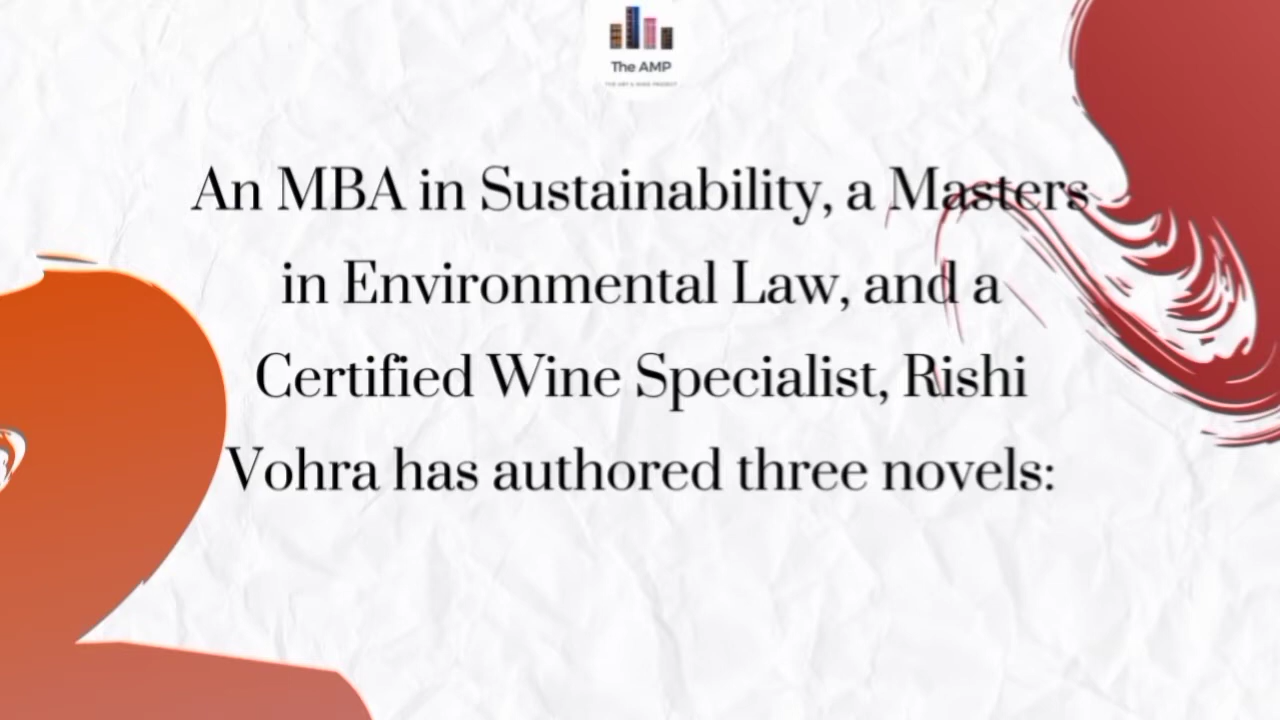 The AMP
An MBA in Sustainability, a Masters
in Environmental Law, and a
Certified Wine Specialist, Rishi
Vohra has authored three novels: